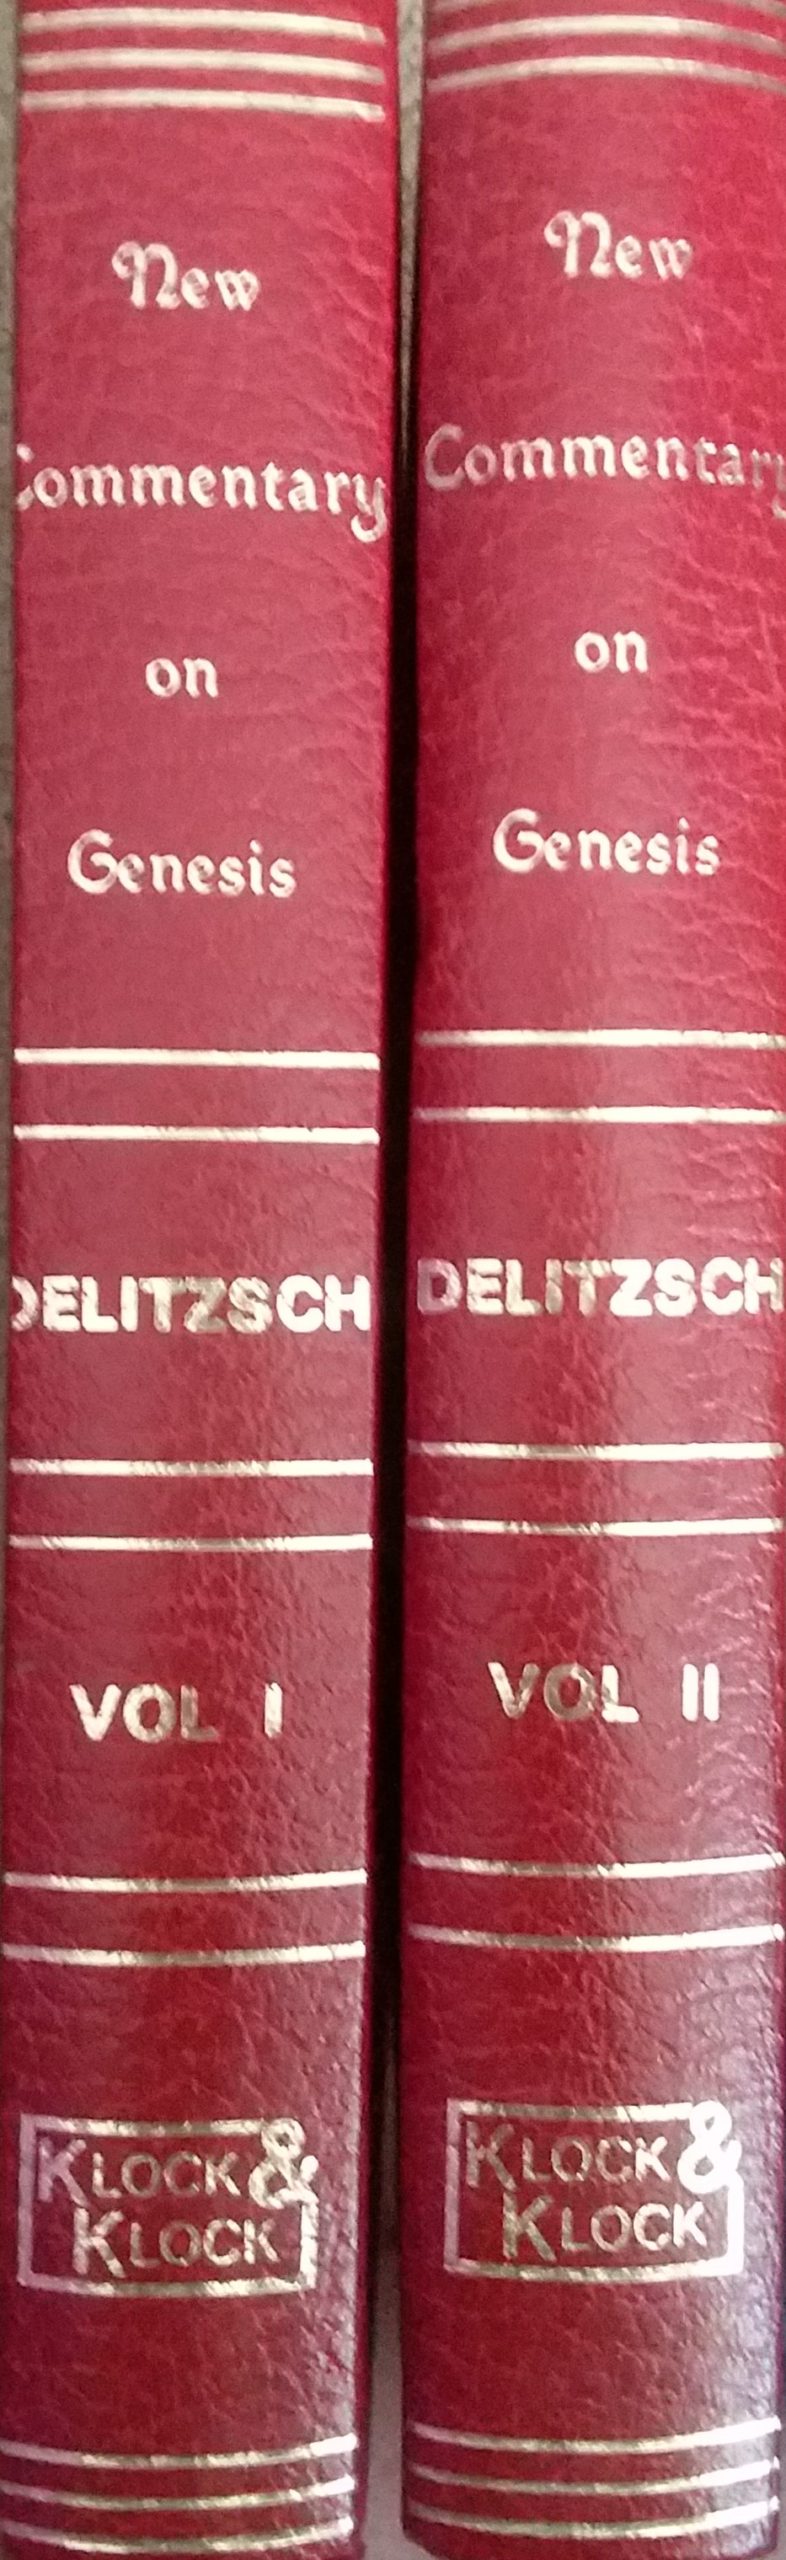 New
Commentary
on
Genesis
DELITZSCH
VOL I
KLOCK &
KLOCK
New
Commentary
on
Genesis
DELITZSCH
VOL II
KLOCK &
KLOCK